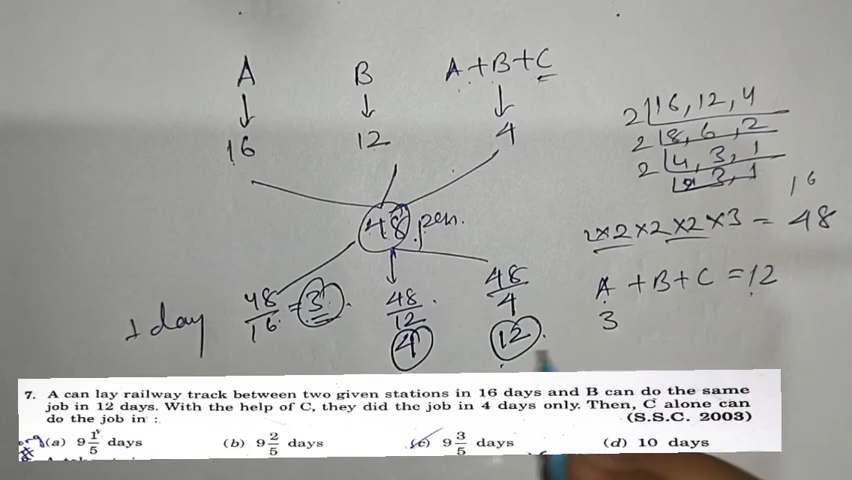 A B A+B+C
16 12 4
2 16, 12, 4
2 8, 6, 2
2 4, 3, 1
2, 3, 1
48 pen.
16
2×2×2×2×3 = 48
A + B + C = 12
3
1 day 48/16 = 3 48/12 48/4
4 12
7. A can lay railway track between two given stations in 16 days and B can do the same
job in 12 days. With the help of C, they did the job in 4 days only. Then, C alone can
do the job in : (S.S.C. 2003)
(a) 9 1/5 days (b) 9 2/5 days (c) 9 3/5 days (d) 10 days